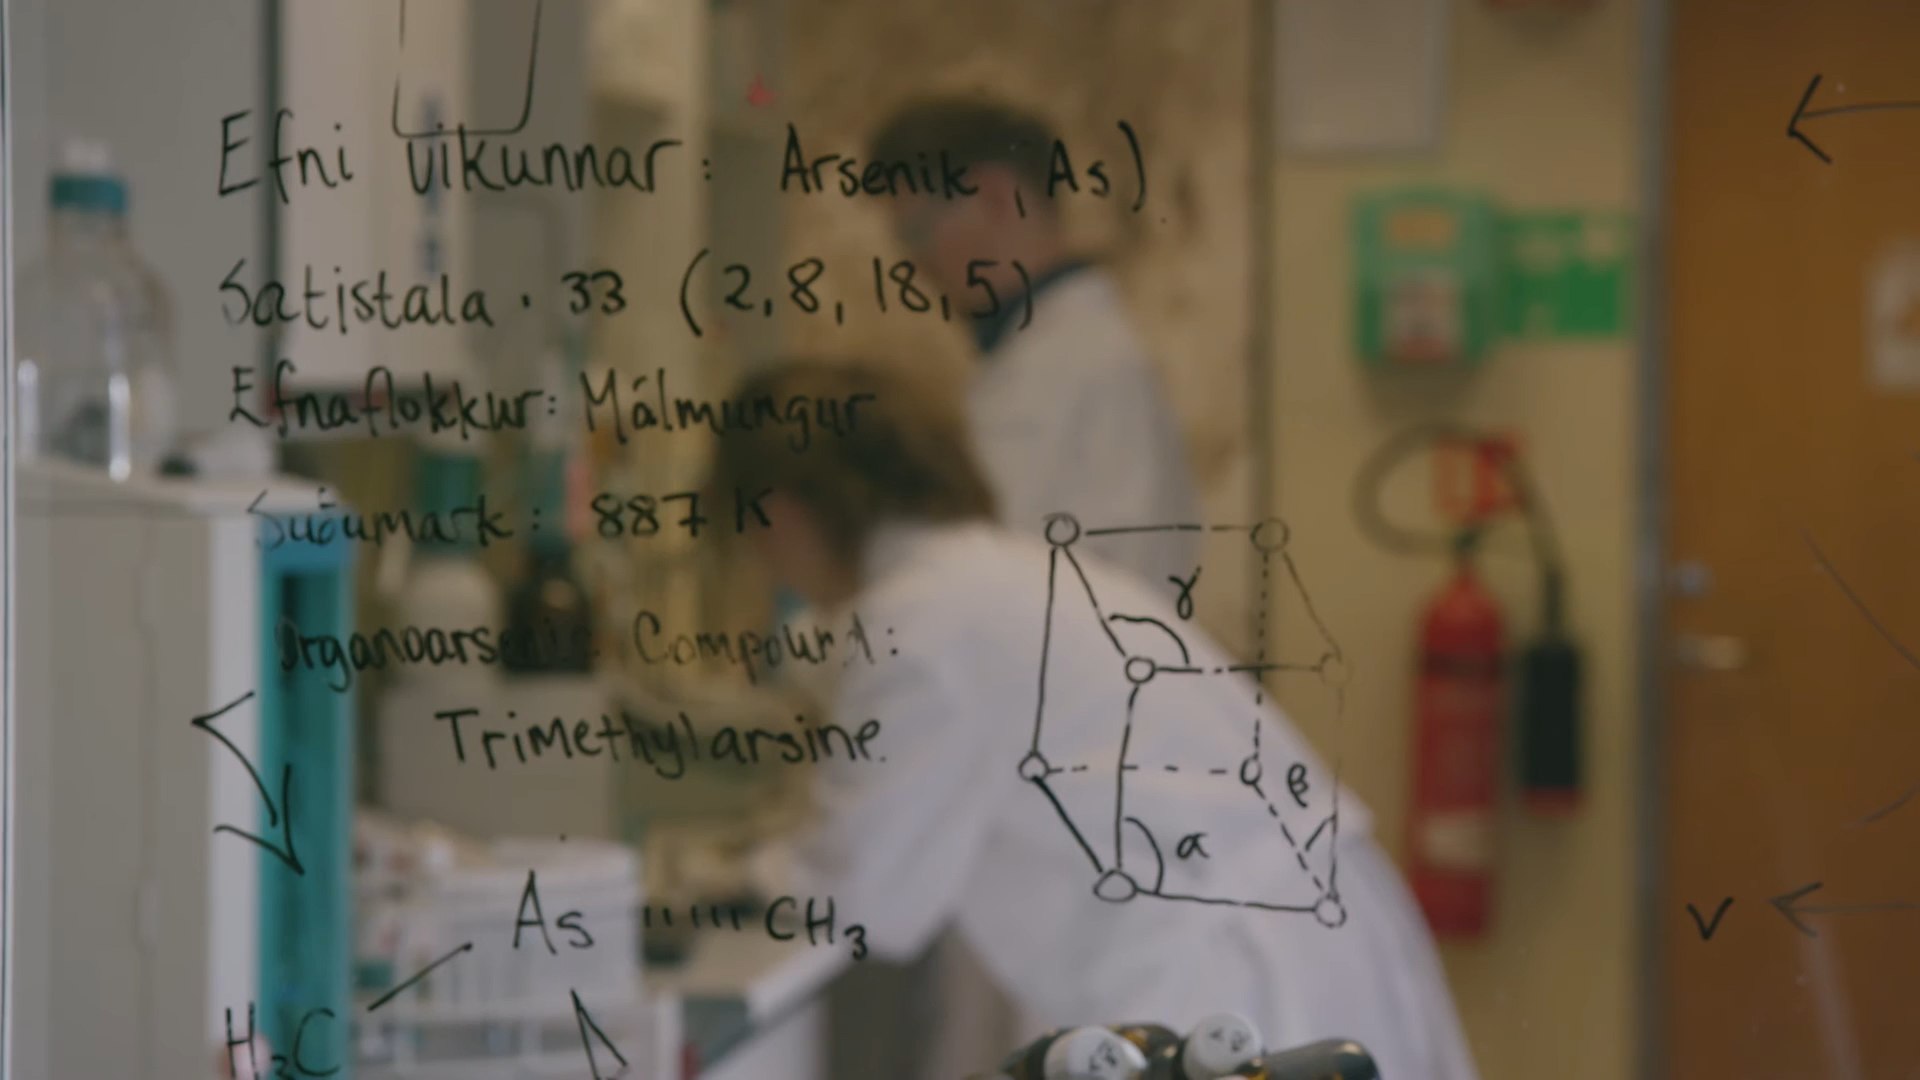 Efni vikunnar: Arsenik (As)
Sætistala: 33 (2, 8, 18, 5)
Efnaflokkur: Málmungur
Suðumark: 887 K
Organoarsenic Compound:
Trimethylarsine
γ
β
α
As CH3
H3C